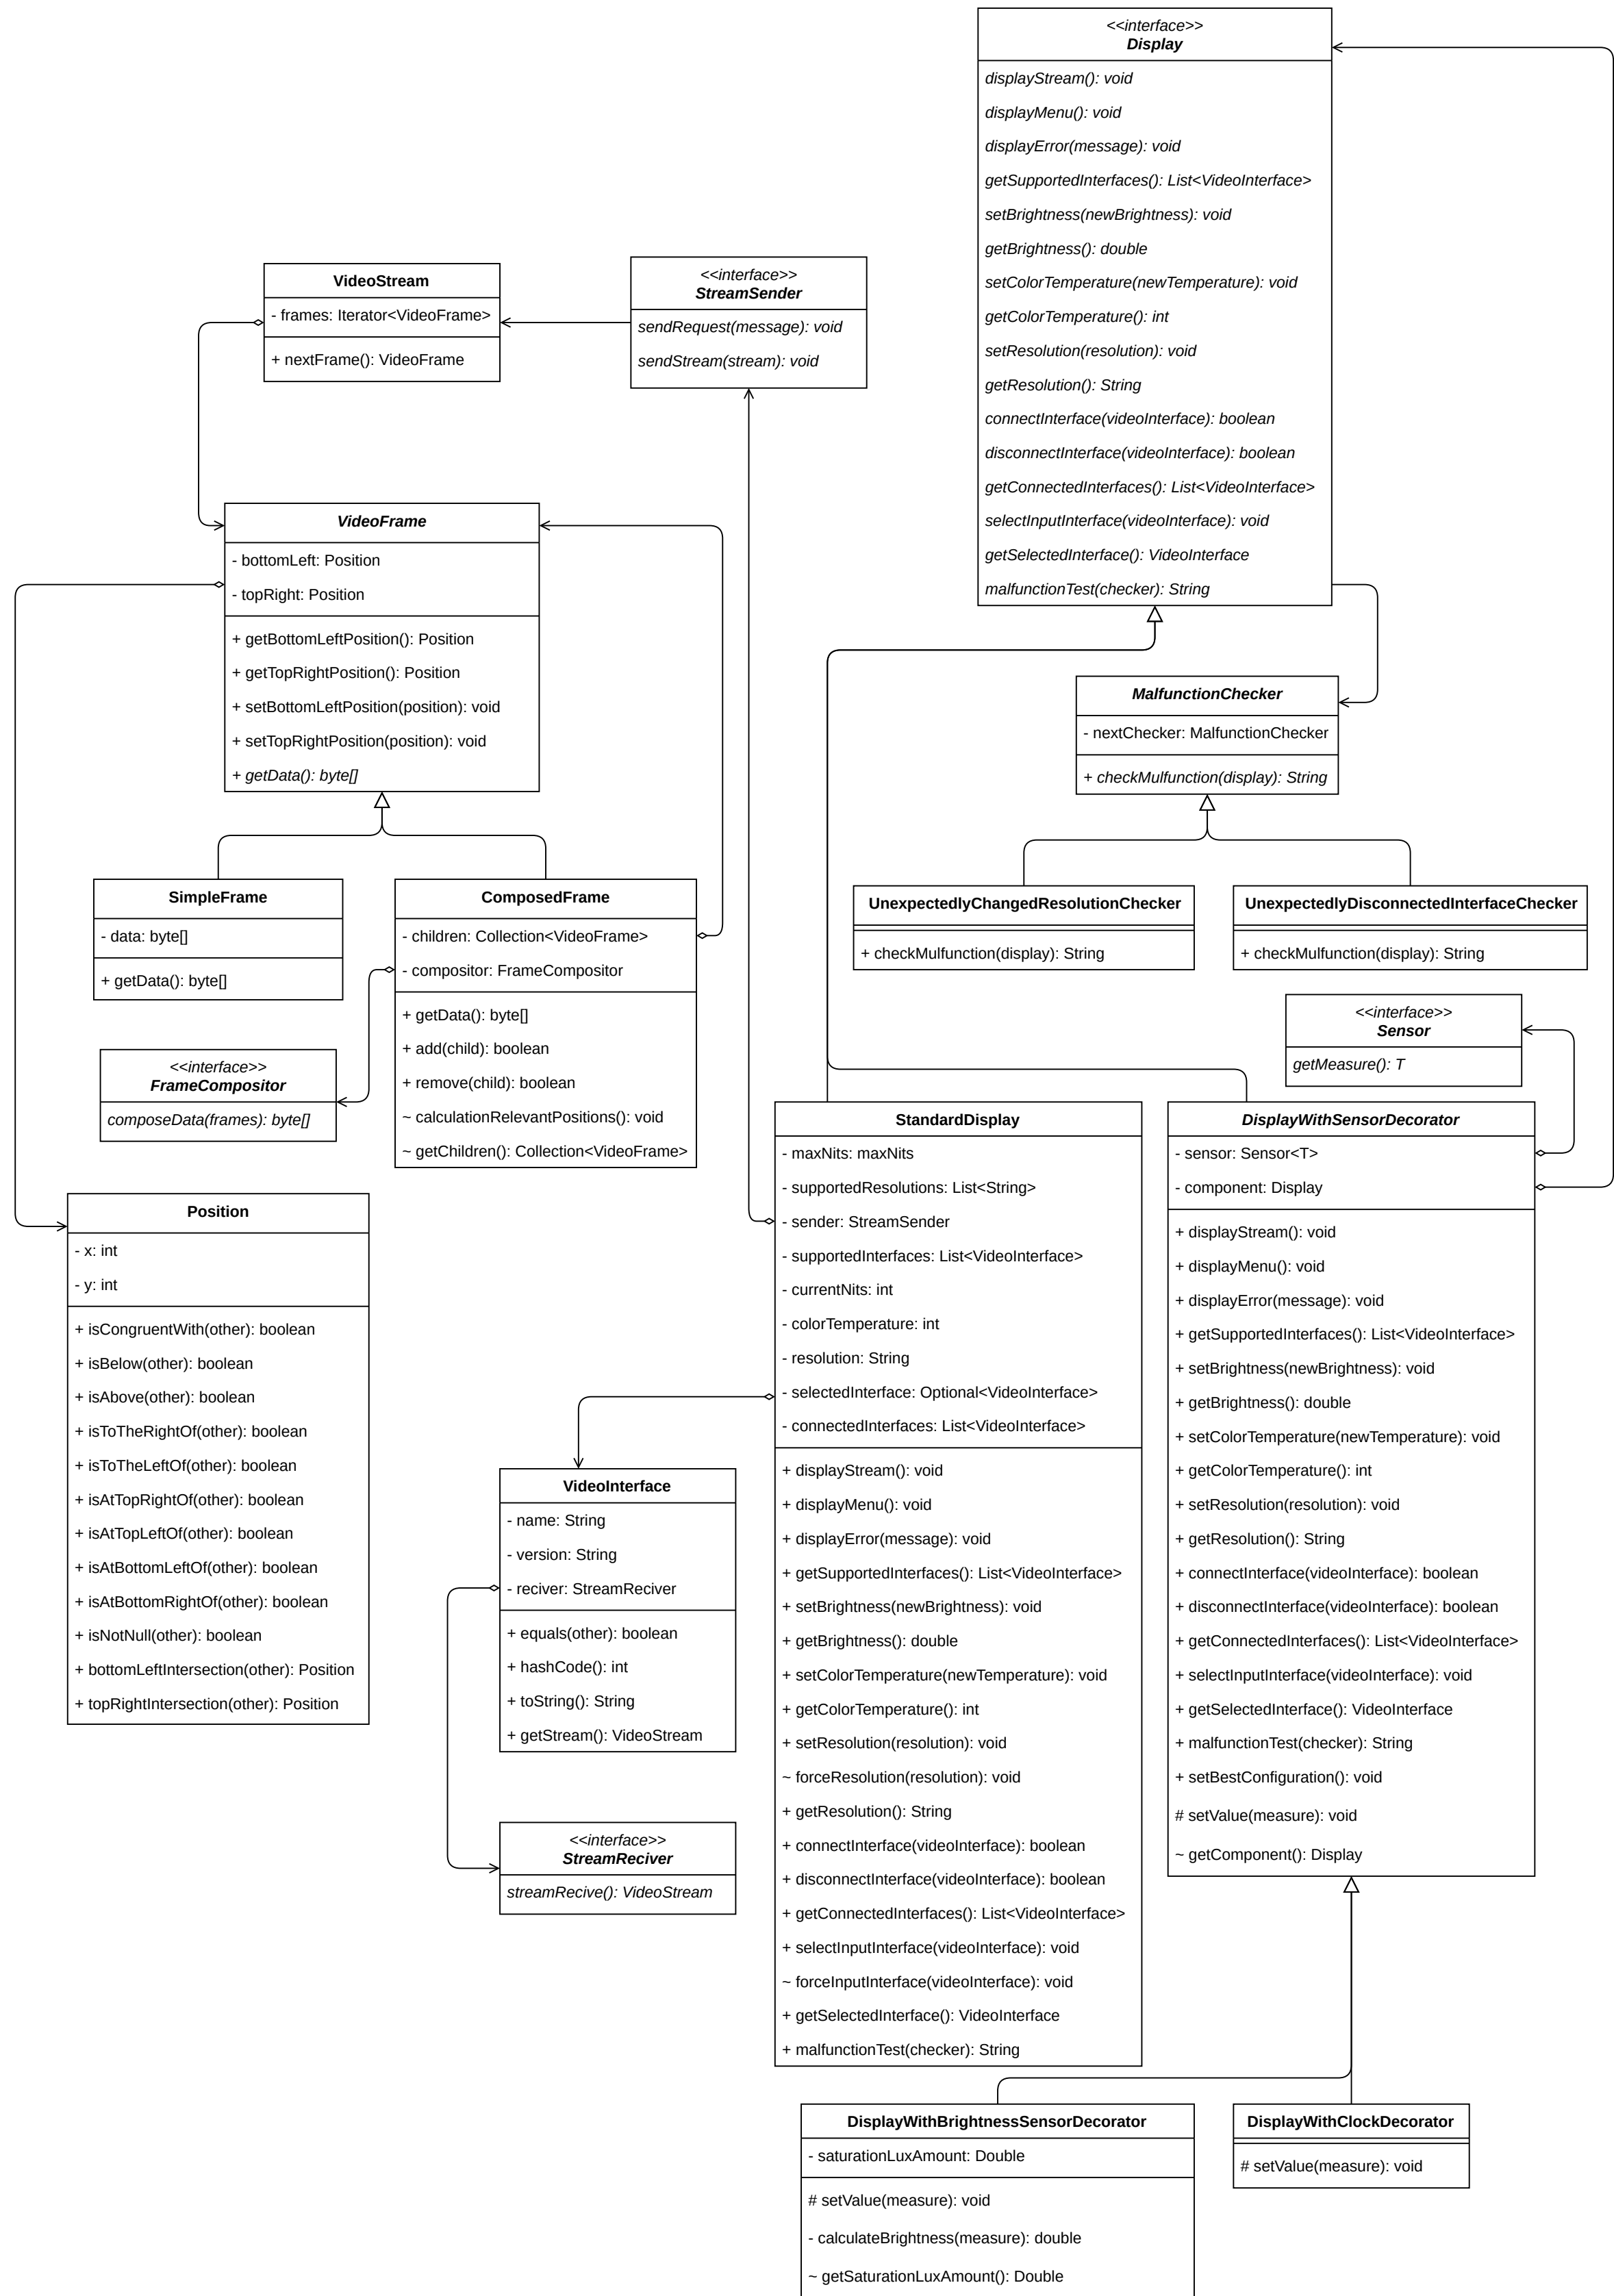 <<interface>>
Display
displayStream(): void
displayMenu(): void
displayError(message): void
getSupportedInterfaces(): List<VideoInterface>
setBrightness(newBrightness): void
getBrightness(): double
setColorTemperature(newTemperature): void
getColorTemperature(): int
setResolution(resolution): void
getResolution(): String
connectInterface(videoInterface): boolean
disconnectInterface(videoInterface): boolean
getConnectedInterfaces(): List<VideoInterface>
selectInputInterface(videoInterface): void
getSelectedInterface(): VideoInterface
malfunctionTest(checker): String
VideoStream
- frames: Iterator<VideoFrame>
+ nextFrame(): VideoFrame
<<interface>>
StreamSender
sendRequest(message): void
sendStream(stream): void
VideoFrame
- bottomLeft: Position
- topRight: Position
+ getBottomLeftPosition(): Position
+ getTopRightPosition(): Position
+ setBottomLeftPosition(position): void
+ setTopRightPosition(position): void
+ getData(): byte[]
MalfunctionChecker
- nextChecker: MalfunctionChecker
+ checkMulfunction(display): String
SimpleFrame
- data: byte[]
+ getData(): byte[]
ComposedFrame
- children: Collection<VideoFrame>
- compositor: FrameCompositor
+ getData(): byte[]
+ add(child): boolean
+ remove(child): boolean
~ calculationRelevantPositions(): void
~ getChildren(): Collection<VideoFrame>
UnexpectedlyChangedResolutionChecker
+ checkMulfunction(display): String
UnexpectedlyDisconnectedInterfaceChecker
+ checkMulfunction(display): String
<<interface>>
Sensor
getMeasure(): T
<<interface>>
FrameCompositor
composeData(frames): byte[]
Position
- x: int
- y: int
+ isCongruentWith(other): boolean
+ isBelow(other): boolean
+ isAbove(other): boolean
+ isToTheRightOf(other): boolean
+ isToTheLeftOf(other): boolean
+ isAtTopRightOf(other): boolean
+ isAtTopLeftOf(other): boolean
+ isAtBottomLeftOf(other): boolean
+ isAtBottomRightOf(other): boolean
+ isNotNull(other): boolean
+ bottomLeftIntersection(other): Position
+ topRightIntersection(other): Position
StandardDisplay
- maxNits: maxNits
- supportedResolutions: List<String>
- sender: StreamSender
- supportedInterfaces: List<VideoInterface>
- currentNits: int
- colorTemperature: int
- resolution: String
- selectedInterface: Optional<VideoInterface>
- connectedInterfaces: List<VideoInterface>
+ displayStream(): void
+ displayMenu(): void
+ displayError(message): void
+ getSupportedInterfaces(): List<VideoInterface>
+ setBrightness(newBrightness): void
+ getBrightness(): double
+ setColorTemperature(newTemperature): void
+ getColorTemperature(): int
+ setResolution(resolution): void
~ forceResolution(resolution): void
+ getResolution(): String
+ connectInterface(videoInterface): boolean
+ disconnectInterface(videoInterface): boolean
+ getConnectedInterfaces(): List<VideoInterface>
+ selectInputInterface(videoInterface): void
~ forceInputInterface(videoInterface): void
+ getSelectedInterface(): VideoInterface
+ malfunctionTest(checker): String
DisplayWithSensorDecorator
- sensor: Sensor<T>
- component: Display
+ displayStream(): void
+ displayMenu(): void
+ displayError(message): void
+ getSupportedInterfaces(): List<VideoInterface>
+ setBrightness(newBrightness): void
+ getBrightness(): double
+ setColorTemperature(newTemperature): void
+ getColorTemperature(): int
+ setResolution(resolution): void
+ getResolution(): String
+ connectInterface(videoInterface): boolean
+ disconnectInterface(videoInterface): boolean
+ getConnectedInterfaces(): List<VideoInterface>
+ selectInputInterface(videoInterface): void
+ getSelectedInterface(): VideoInterface
+ malfunctionTest(checker): String
+ setBestConfiguration(): void
# setValue(measure): void
~ getComponent(): Display
VideoInterface
- name: String
- version: String
- reciver: StreamReciver
+ equals(other): boolean
+ hashCode(): int
+ toString(): String
+ getStream(): VideoStream
<<interface>>
StreamReciver
streamRecive(): VideoStream
DisplayWithBrightnessSensorDecorator
- saturationLuxAmount: Double
# setValue(measure): void
- calculateBrightness(measure): double
~ getSaturationLuxAmount(): Double
DisplayWithClockDecorator
# setValue(measure): void